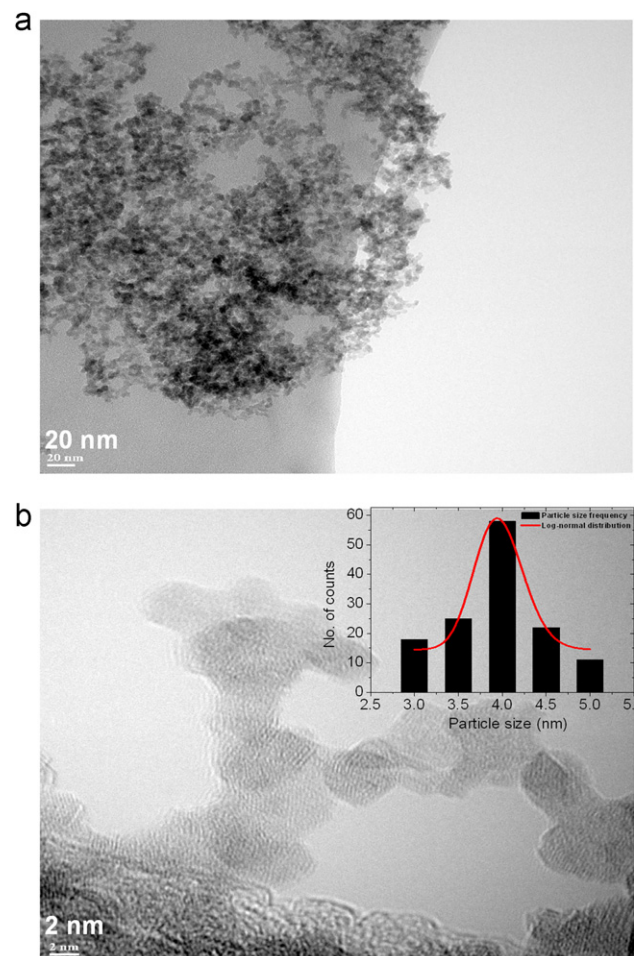 a
20 nm
20 nm
b
Particle size frequency
Log-normal distribution
60
50
40
30
20
10
0
No. of counts
2.5 3.0 3.5 4.0 4.5 5.0 5.
Particle size (nm)
2 nm
2 nm